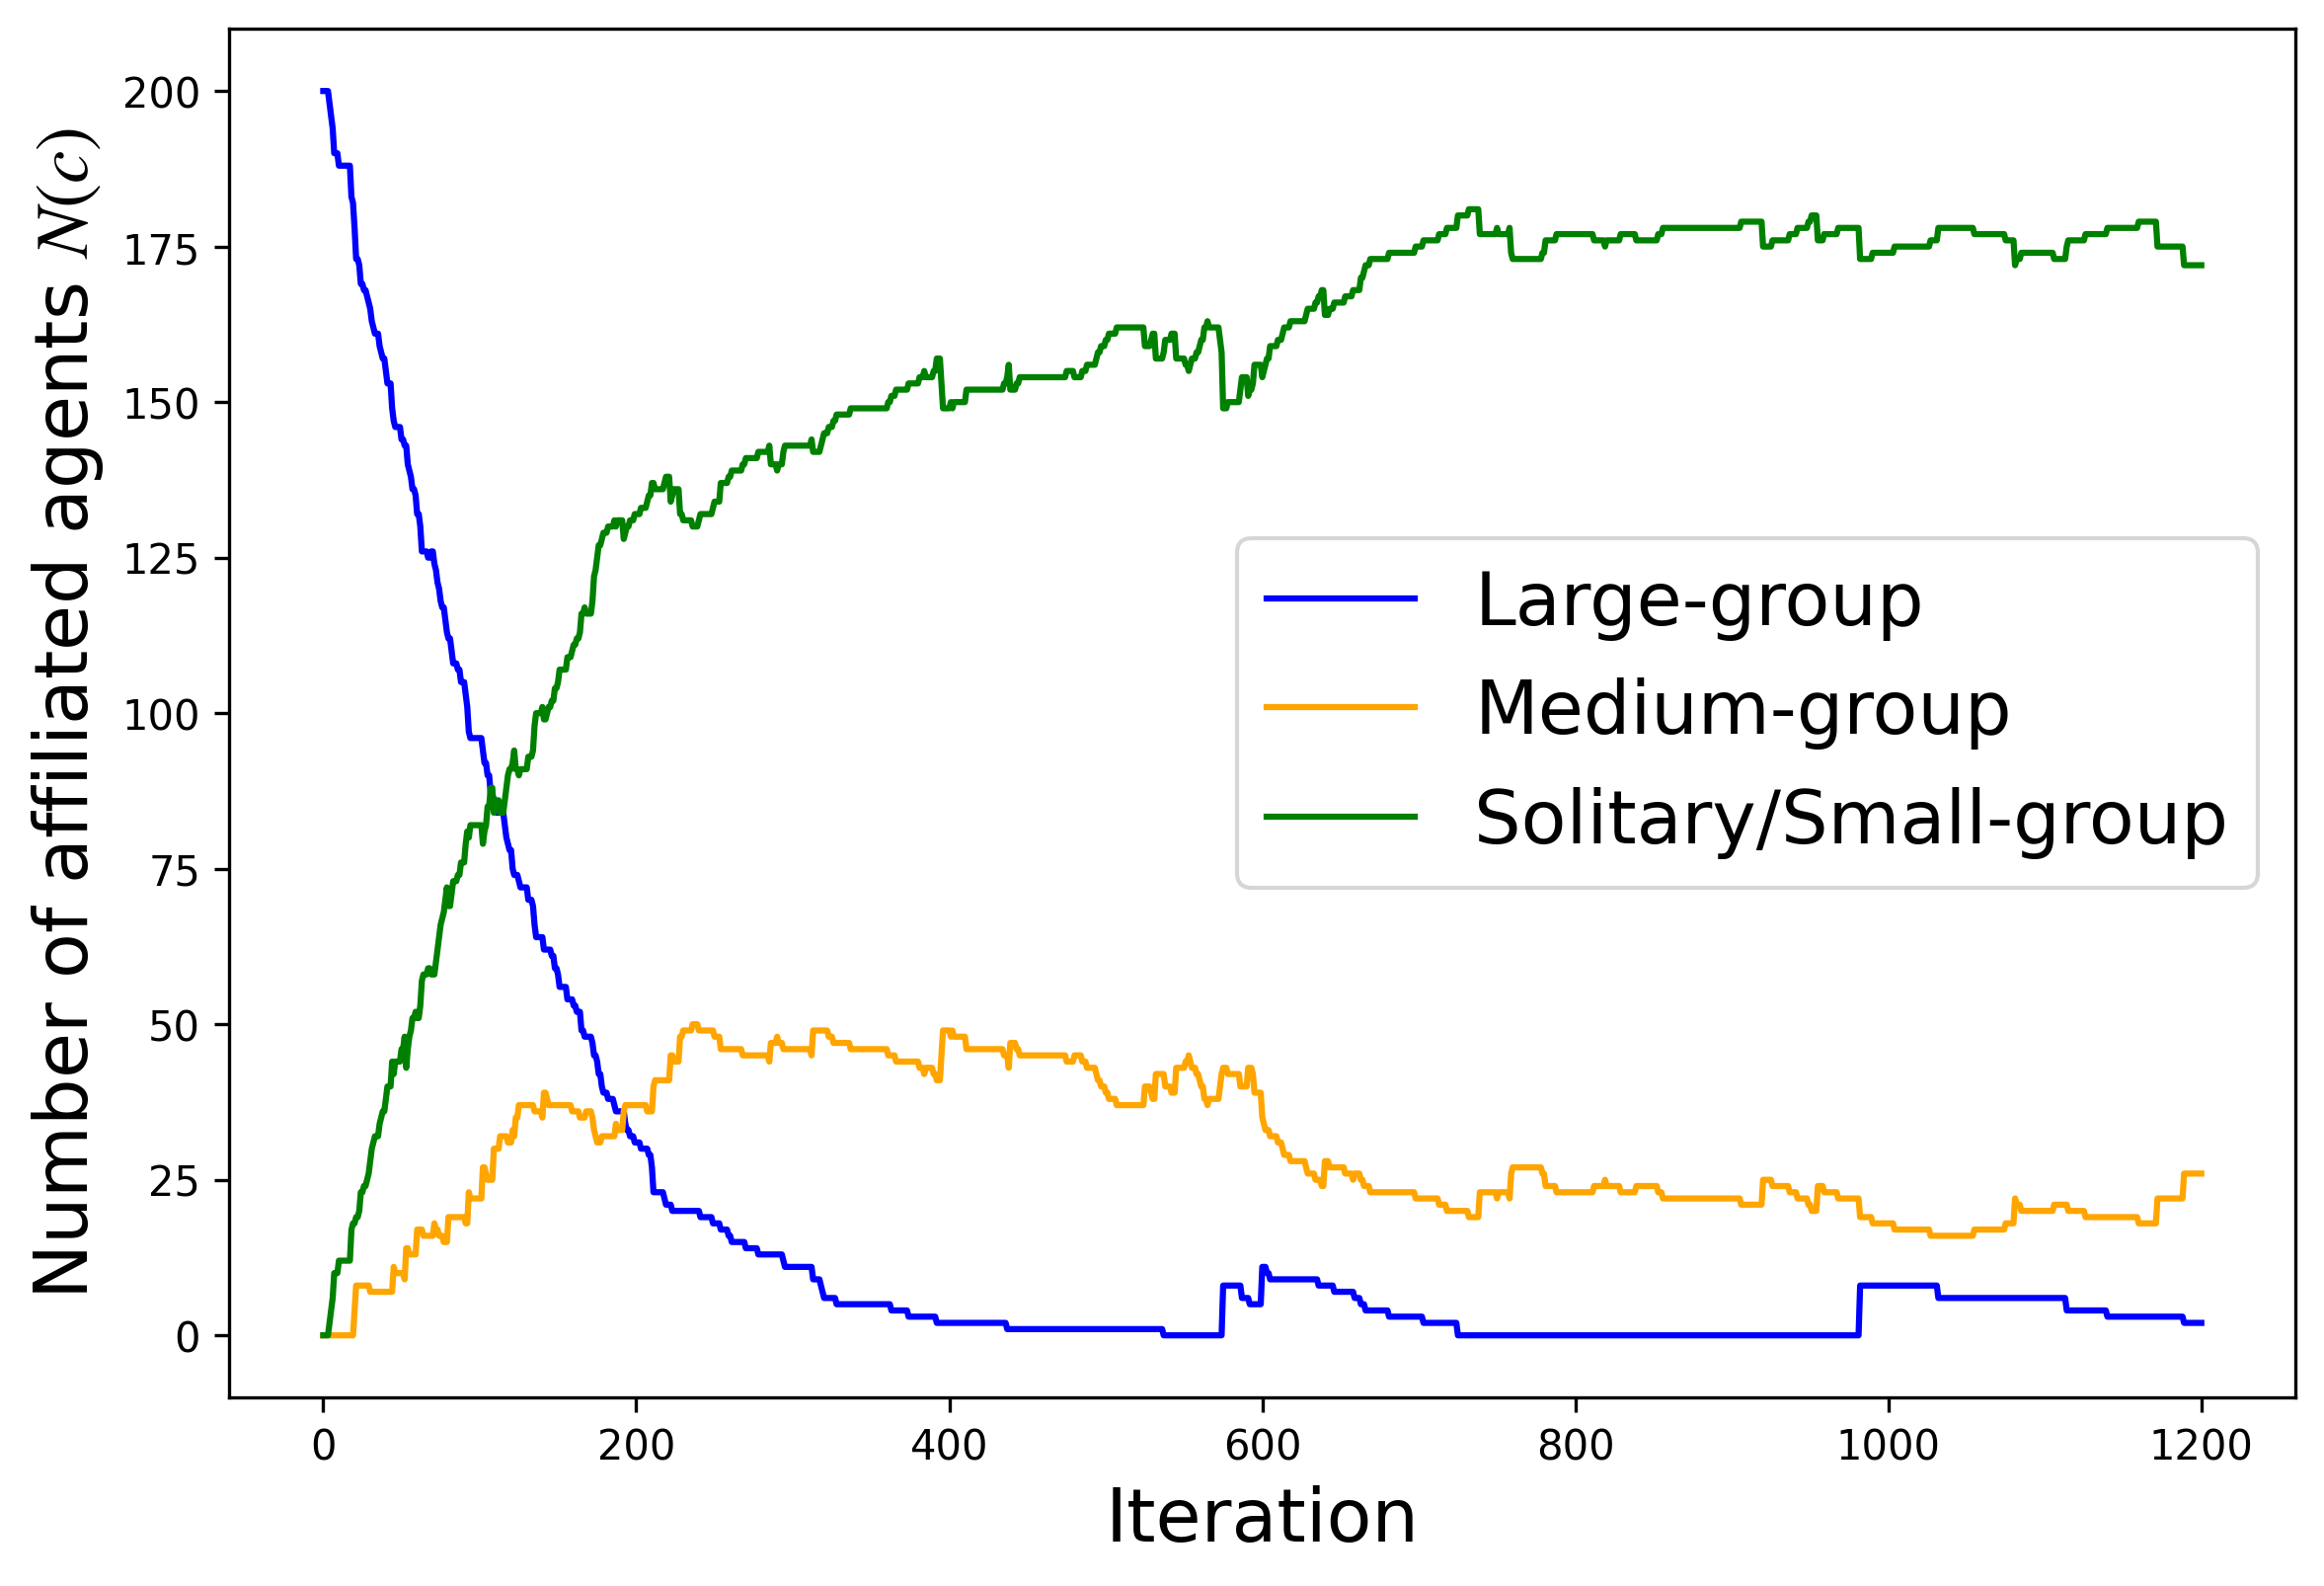 Number of affiliated agents N(c)
200
175
150
125
100
75
50
25
0
Large-group
Medium-group
Solitary/Small-group
0 200 400 600 800 1000 1200
Iteration